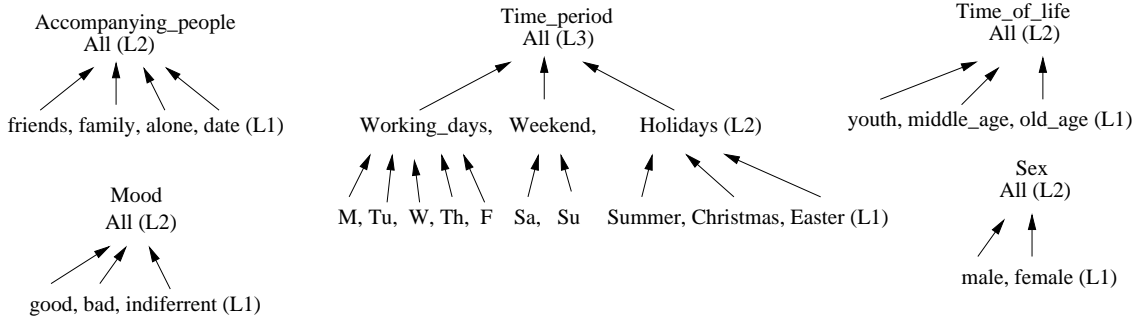 Accompanying_people
All (L2)
friends, family, alone, date (L1)
Mood
All (L2)
good, bad, indiferrent (L1)
Time_period
All (L3)
Working_days, Weekend, Holidays (L2)
M, Tu, W, Th, F Sa, Su Summer, Christmas, Easter (L1)
Time_of_life
All (L2)
youth, middle_age, old_age (L1)
Sex
All (L2)
male, female (L1)